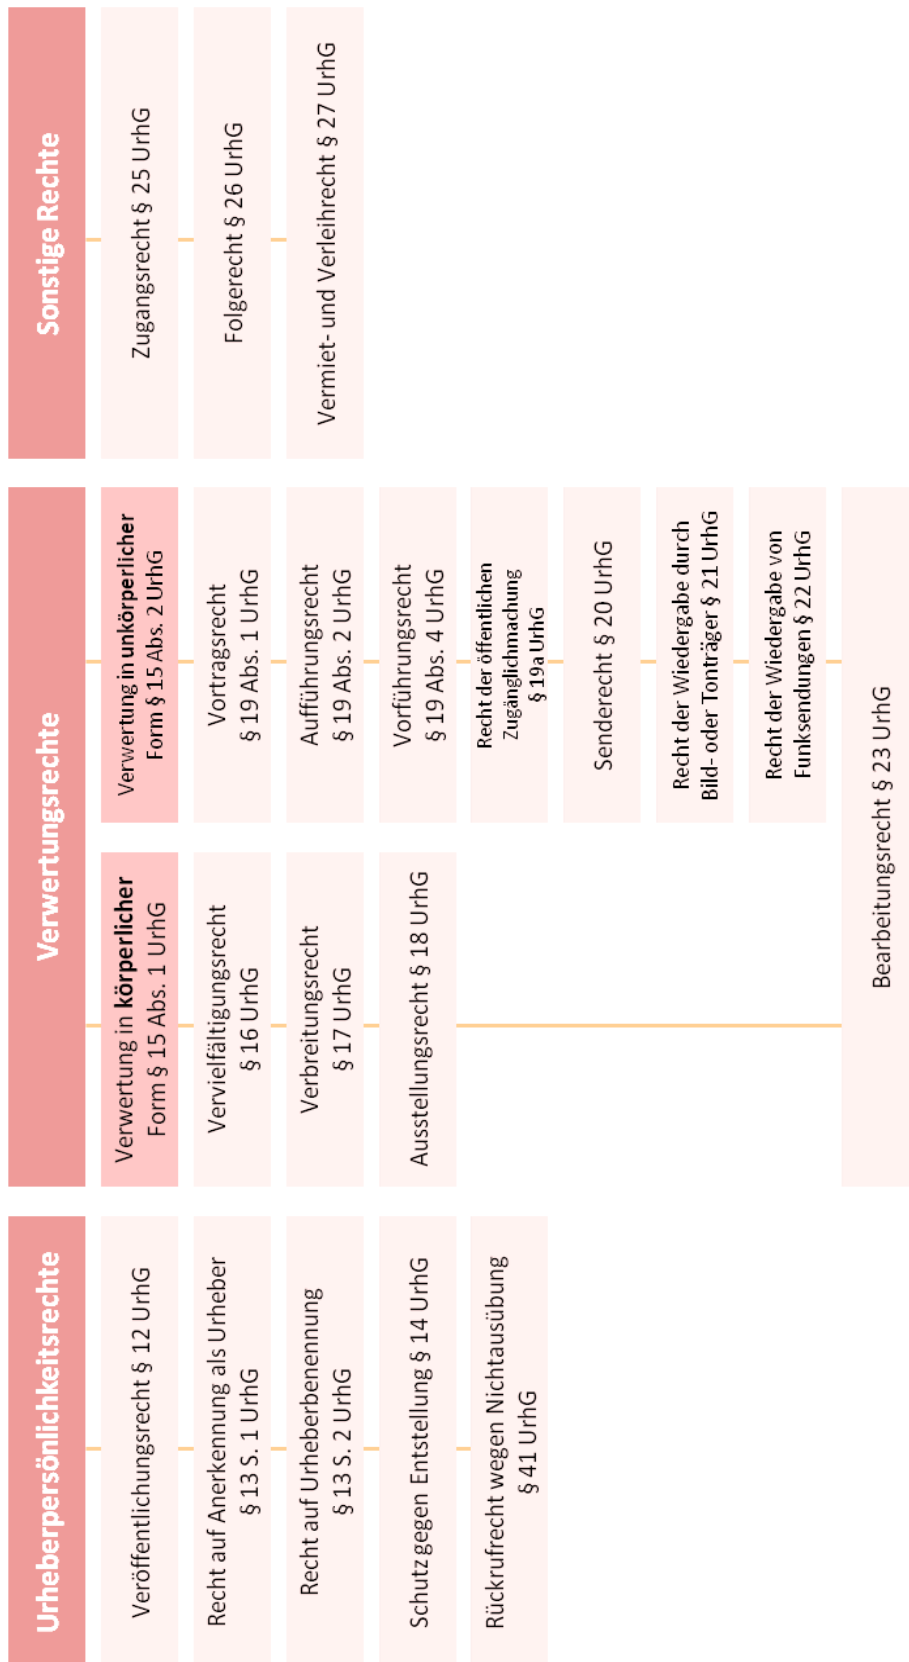 Urheberpersönlichkeitsrechte
Veröffentlichungsrecht § 12 UrhG
Recht auf Anerkennung als Urheber
§ 13 S. 1 UrhG
Recht auf Urheberbenennung
§ 13 S. 2 UrhG
Schutz gegen Entstellung § 14 UrhG
Rückrufrecht wegen Nichtausübung
§ 41 UrhG
Verwertungsrechte
Verwertung in körperlicher
Form § 15 Abs. 1 UrhG
Vervielfältigungsrecht
§ 16 UrhG
Verbreitungsrecht
§ 17 UrhG
Ausstellungsrecht § 18 UrhG
Verwertung in unkörperlicher
Form § 15 Abs. 2 UrhG
Vortragsrecht
§ 19 Abs. 1 UrhG
Aufführungsrecht
§ 19 Abs. 2 UrhG
Vorführungsrecht
§ 19 Abs. 4 UrhG
Recht der öffentlichen
Zugänglichmachung
§ 19a UrhG
Senderecht § 20 UrhG
Recht der Wiedergabe durch
Bild- oder Tonträger § 21 UrhG
Recht der Wiedergabe von
Funksendungen § 22 UrhG
Bearbeitungsrecht § 23 UrhG
Sonstige Rechte
Zugangsrecht § 25 UrhG
Folgerecht § 26 UrhG
Vermiet- und Verleihrecht § 27 UrhG